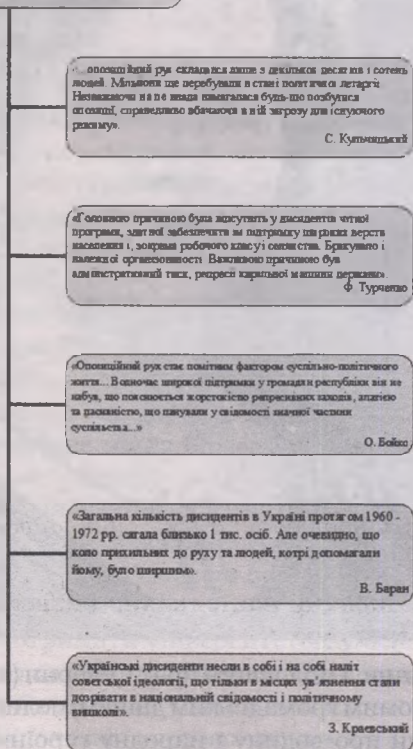 «... опозиційний рух складався лише з декількох десятків і сотень
людей. Мільйони ще перебували в стані політичної летаргії.
Незважаючи на це влада намагалася будь-що позбутися
опозиції, справедливо вбачаючи в ній загрозу для існуючого
режиму».
С. Кульчицький
«Головною причиною була відсутність у дисидентів чіткої
програми, здатної забезпечити їм підтримку широких верств
населення і, зокрема робочого класу і селянства. Бракувало і
належної організованості. Важливою причиною був
адміністративний тиск, репресії каральної машини держави».
Ф. Турченко
«Опозиційний рух стає помітним фактором суспільно-політичного
життя... Водночас широкої підтримки у громадян республіки він не
набув, що пояснюється жорстокістю репресивних заходів, апатією
та пасивністю, що панували у свідомості значної частини
суспільства...»
О. Бойко
«Загальна кількість дисидентів в Україні протягом 1960 -
1972 рр. сягала близько 1 тис. осіб. Але очевидно, що
коло прихильних до руху та людей, котрі допомагали
йому, було ширшим».
В. Баран
«Українські дисиденти несли в собі і на собі наліт
совєтської ідеології, що тільки в місцях ув'язнення стали
дозрівати в національній свідомості і політичному
вишколі».
З. Красівський